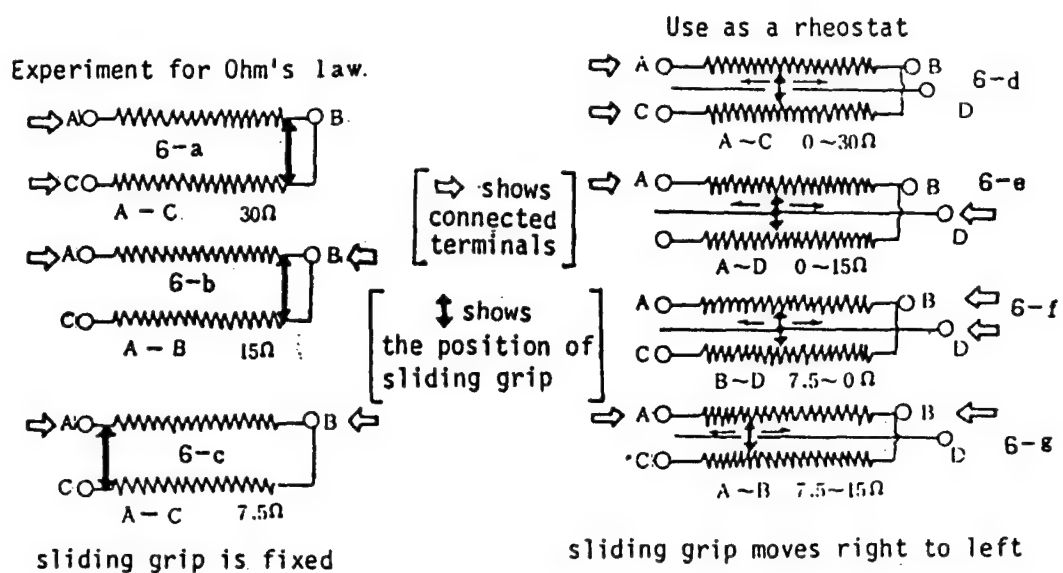 Experiment for Ohm's law.
A B
6-a
C
A - C 30Ω
A B
6-b
C
A - B 15Ω
A B
6-c
C
A - C 7.5Ω
sliding grip is fixed
⇨ shows
connected
terminals
↕ shows
the position of
sliding grip
Use as a rheostat
A B 6-d
C D
A ~ C 0~30Ω
A B 6-e
D
A~D 0~15Ω
A B 6-f
C D
B~D 7.5~0Ω
A B
C D 6-g
A~B 7.5~15Ω
sliding grip moves right to left